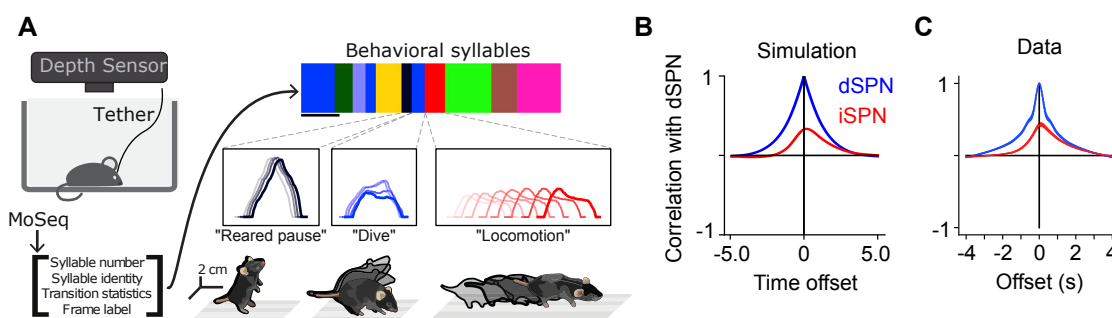 A
Depth Sensor
Tether
MoSeq
Syllable number
Syllable identity
Transition statistics
Frame label
Behavioral syllables
"Reared pause"
"Dive"
"Locomotion"
2 cm
B
Simulation
Correlation with dSPN
1
-1
dSPN
iSPN
-5.0
0
5.0
Time offset
C
Data
1
-1
-4
0
4
Offset (s)